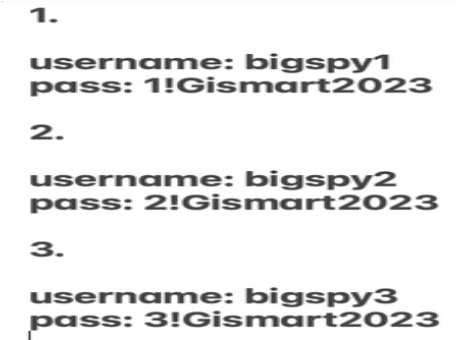 1.
username: bigspy1
pass: 1!Gismart2023
2.
username: bigspy2
pass: 2!Gismart2023
3.
username: bigspy3
pass: 3!Gismart2023